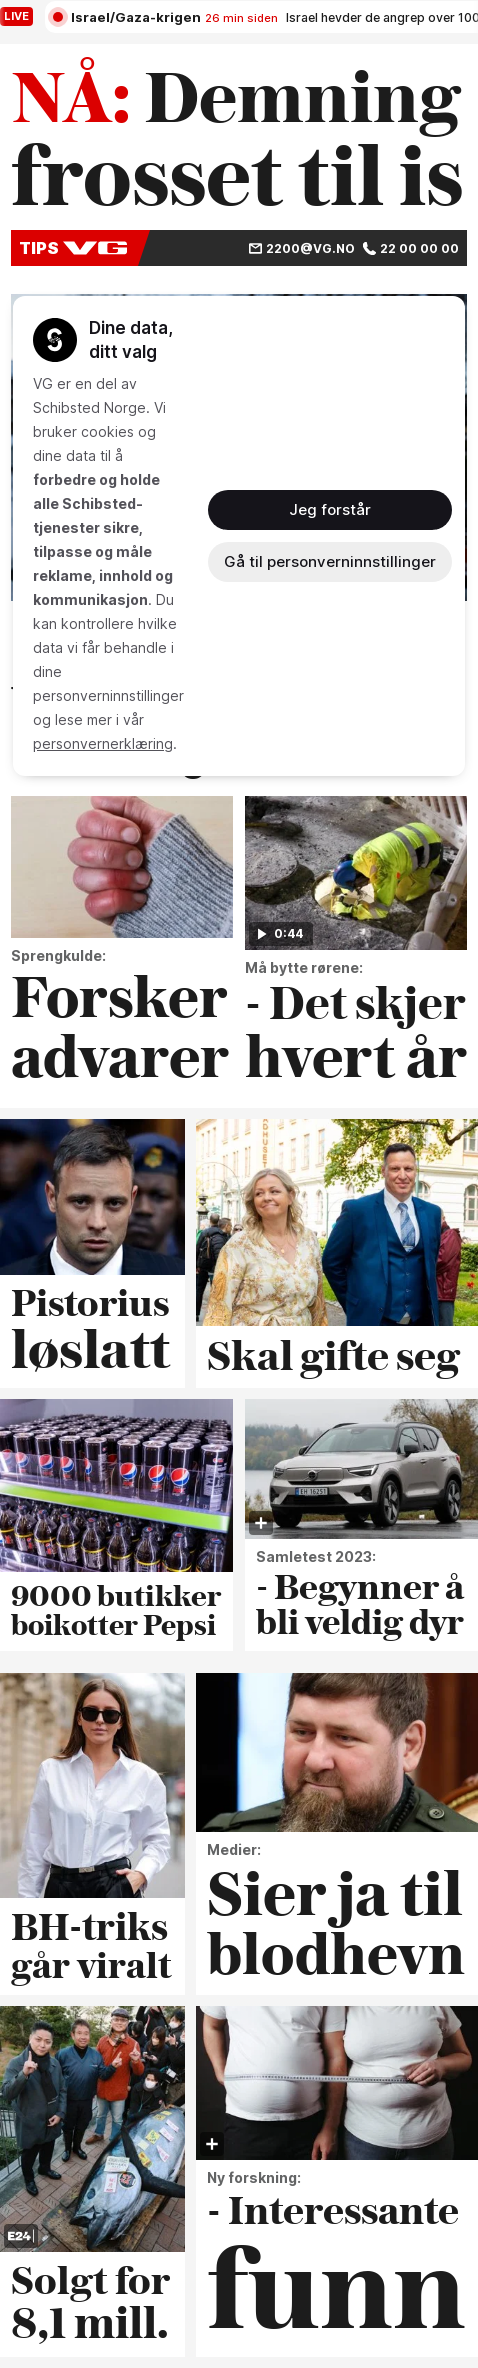 LIVE
Israel/Gaza-krigen 26 min siden Israel hevder de angrep over 100
NÅ: Demning
frosset til is
TIPS VG
2200@VG.NO 22 00 00 00
Dine data,
ditt valg
VG er en del av
Schibsted Norge. Vi
bruker cookies og
dine data til å
forbedre og holde
alle Schibsted-
tjenester sikre,
tilpasse og måle
reklame, innhold og
kommunikasjon. Du
kan kontrollere hvilke
data vi får behandle i
dine
personverninnstillinger
og lese mer i vår
personvernerklæring.
Jeg forstår
Gå til personverninnstillinger
Sprengkulde:
Forsker
advarer
0:44
Må bytte rørene:
- Det skjer
hvert år
Pistorius
løslatt
Skal gifte seg
9000 butikker
boikotter Pepsi
Samletest 2023:
- Begynner å
bli veldig dyr
BH-triks
går viralt
Medier:
Sier ja til
blodhevn
E24
Solgt for
8,1 mill.
Ny forskning:
- Interessante
funn